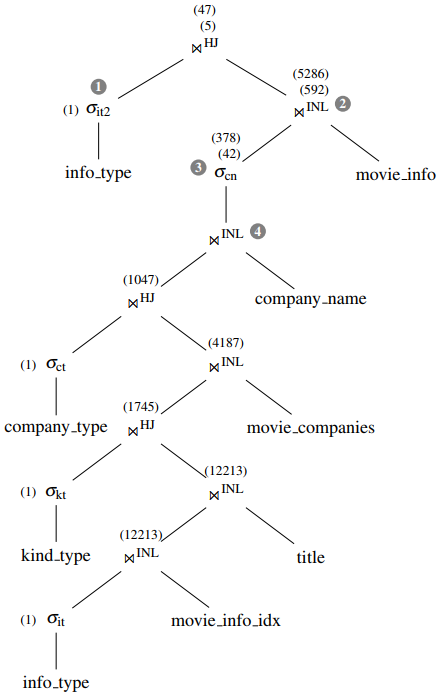 (47)
(5)
⋈ HJ
1
(1) σit2
info_type
(5286)
(592)
⋈ INL 2
movie_info
(378)
(42)
3 σcn
⋈ INL 4
company_name
(1047)
⋈ HJ
(1) σct
company_type
(4187)
⋈ INL
movie_companies
(1745)
⋈ HJ
(1) σkt
kind_type
(12213)
⋈ INL
title
(12213)
⋈ INL
movie_info_idx
(1) σit
info_type